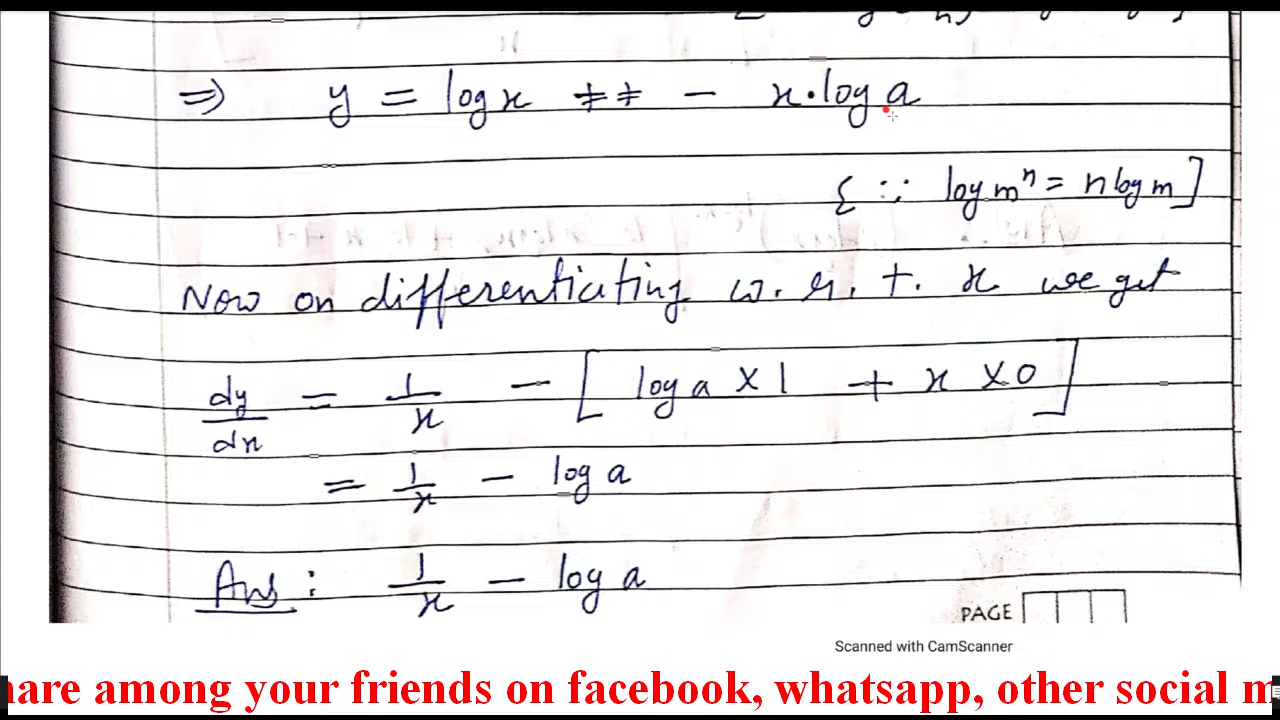 ⇒ y = log x ++ - x·log a
{ ∵ log mⁿ = n log m ]
Now on differenticiting w.r.t. x we get
dy/dx = 1/x - [ log a × 1 + x × 0 ]
= 1/x - log a
Ans : 1/x - log a
PAGE
Scanned with CamScanner
hare among your friends on facebook, whatsapp, other social m